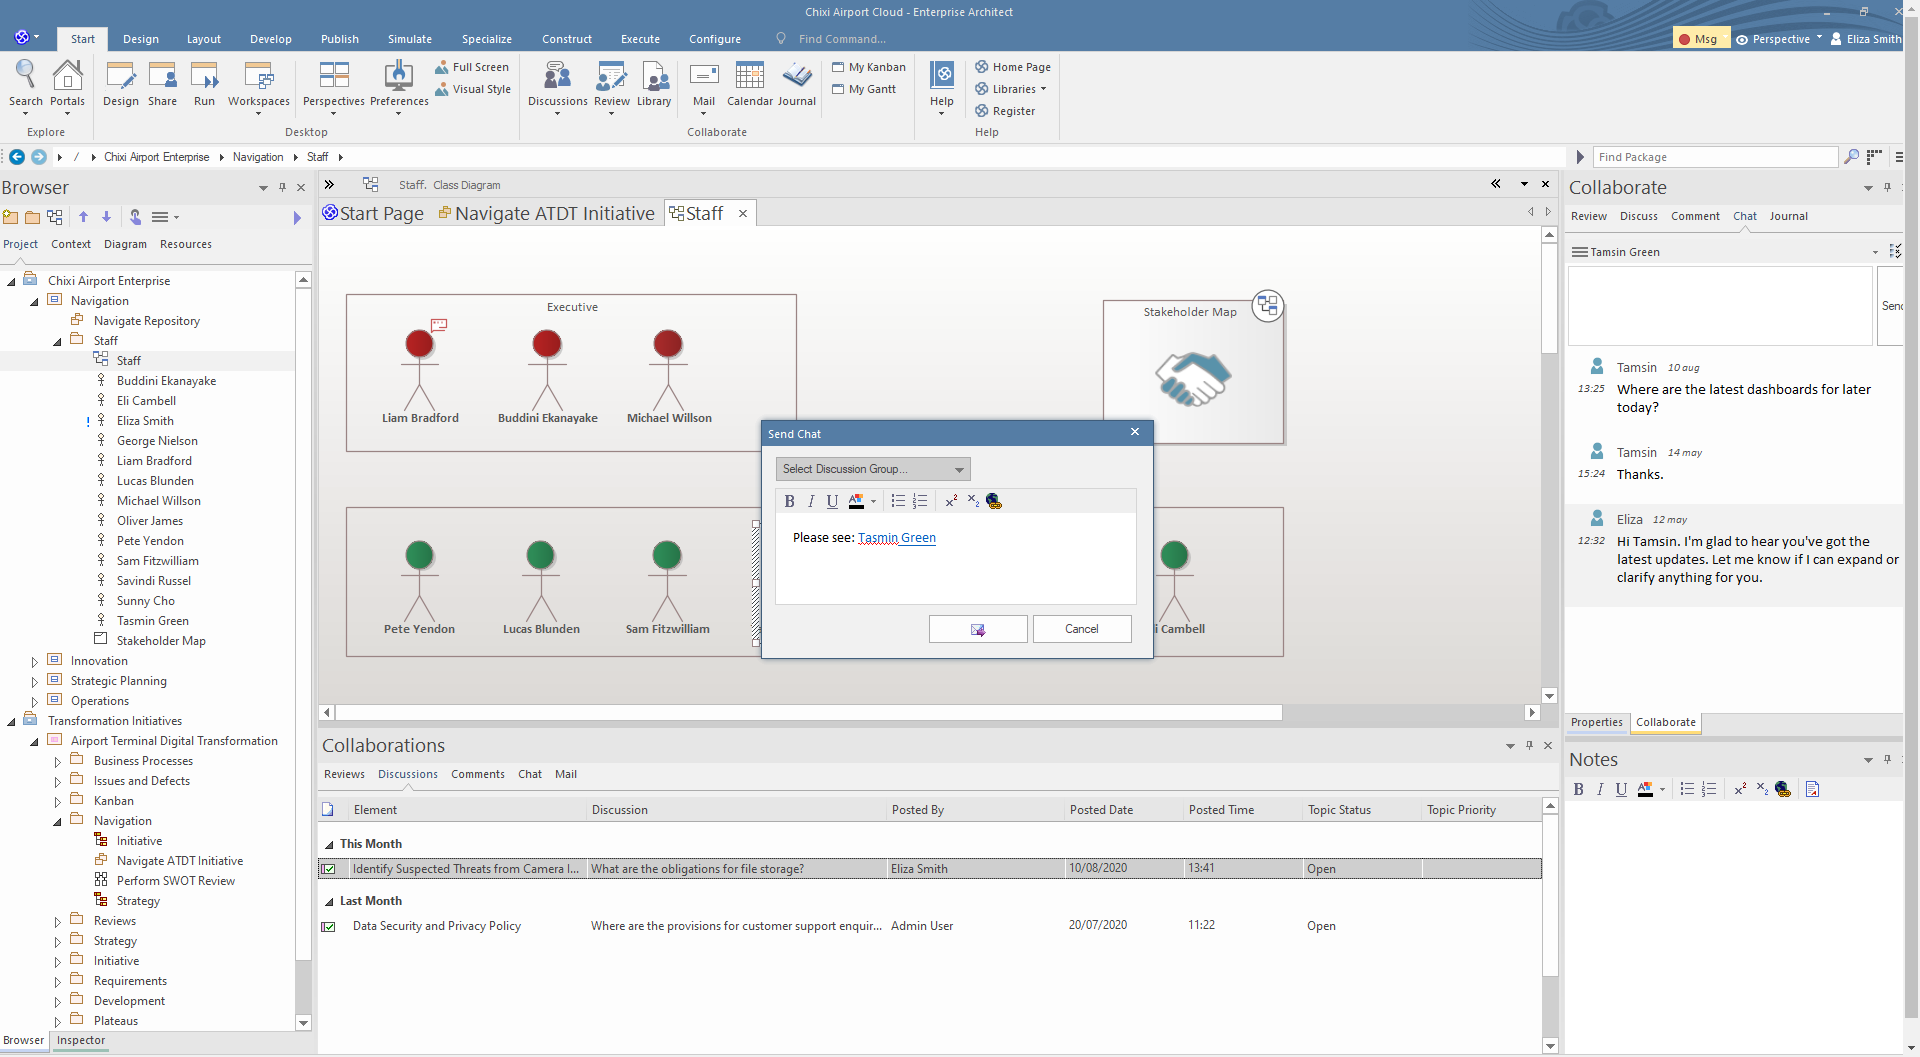 Chixi Airport Cloud - Enterprise Architect
Start Design Layout Develop Publish Simulate Specialize Construct Execute Configure Find Command... Msg Perspective Eliza Smith
Search Portals Design Share Run Workspaces Perspectives Preferences Full Screen Visual Style Discussions Review Library Mail Calendar Journal My Kanban My Gantt Help Home Page Libraries Register
Explore Desktop Collaborate Help
/ Chixi Airport Enterprise Navigation Staff Find Package
Browser
Project Context Diagram Resources
Chixi Airport Enterprise
Navigation
Navigate Repository
Staff
Staff
Buddini Ekanayake
Eli Cambell
! Eliza Smith
George Nielson
Liam Bradford
Lucas Blunden
Michael Willson
Oliver James
Pete Yendon
Sam Fitzwilliam
Savindi Russel
Sunny Cho
Tasmin Green
Stakeholder Map
Innovation
Strategic Planning
Operations
Transformation Initiatives
Airport Terminal Digital Transformation
Business Processes
Issues and Defects
Kanban
Navigation
Initiative
Navigate ATDT Initiative
Perform SWOT Review
Strategy
Reviews
Strategy
Initiative
Requirements
Development
Plateaus
Browser Inspector
Staff. Class Diagram
Start Page Navigate ATDT Initiative Staff
Executive
Liam Bradford Buddini Ekanayake Michael Willson
Stakeholder Map
Pete Yendon Lucas Blunden Sam Fitzwilliam i Cambell
Send Chat
Select Discussion Group...
B I U A x² x₂
Please see: Tasmin Green
Cancel
Collaborations
Reviews Discussions Comments Chat Mail
Element Discussion Posted By Posted Date Posted Time Topic Status Topic Priority
This Month
Identify Suspected Threats from Camera I... What are the obligations for file storage? Eliza Smith 10/08/2020 13:41 Open
Last Month
Data Security and Privacy Policy Where are the provisions for customer support enquir... Admin User 20/07/2020 11:22 Open
Collaborate
Review Discuss Comment Chat Journal
Tamsin Green
Send
Tamsin 10 aug
13:25 Where are the latest dashboards for later
today?
Tamsin 14 may
15:24 Thanks.
Eliza 12 may
12:32 Hi Tamsin. I'm glad to hear you've got the
latest updates. Let me know if I can expand or
clarify anything for you.
Properties Collaborate
Notes
B I U A x² x₂